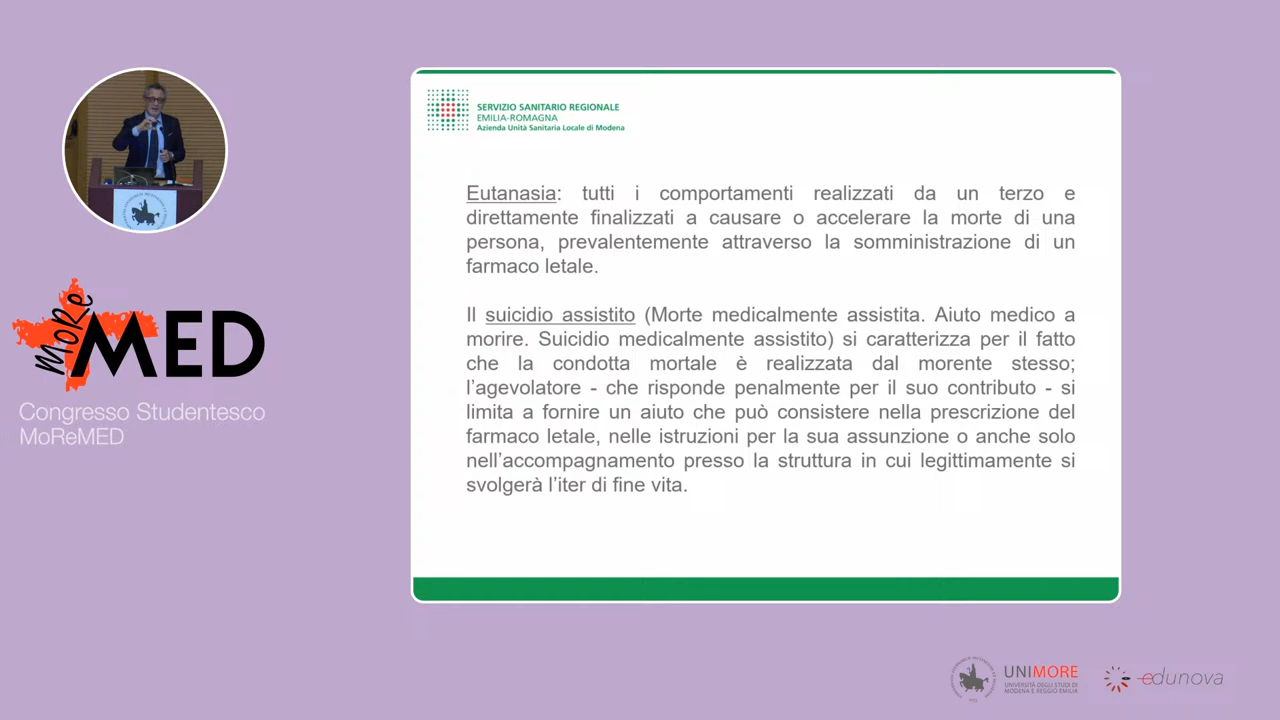 SERVIZIO SANITARIO REGIONALE
EMILIA-ROMAGNA
Azienda Unità Sanitaria Locale di Modena
Eutanasia: tutti i comportamenti realizzati da un terzo e
direttamente finalizzati a causare o accelerare la morte di una
persona, prevalentemente attraverso la somministrazione di un
farmaco letale.
Il suicidio assistito (Morte medicalmente assistita. Aiuto medico a
morire. Suicidio medicalmente assistito) si caratterizza per il fatto
che la condotta mortale è realizzata dal morente stesso;
l’agevolatore - che risponde penalmente per il suo contributo - si
limita a fornire un aiuto che può consistere nella prescrizione del
farmaco letale, nelle istruzioni per la sua assunzione o anche solo
nell’accompagnamento presso la struttura in cui legittimamente si
svolgerà l’iter di fine vita.
MoRe
MED
Congresso Studentesco
MoReMED
UNIMORE
UNIVERSITÀ DEGLI STUDI DI
MODENA E REGGIO EMILIA
edunova